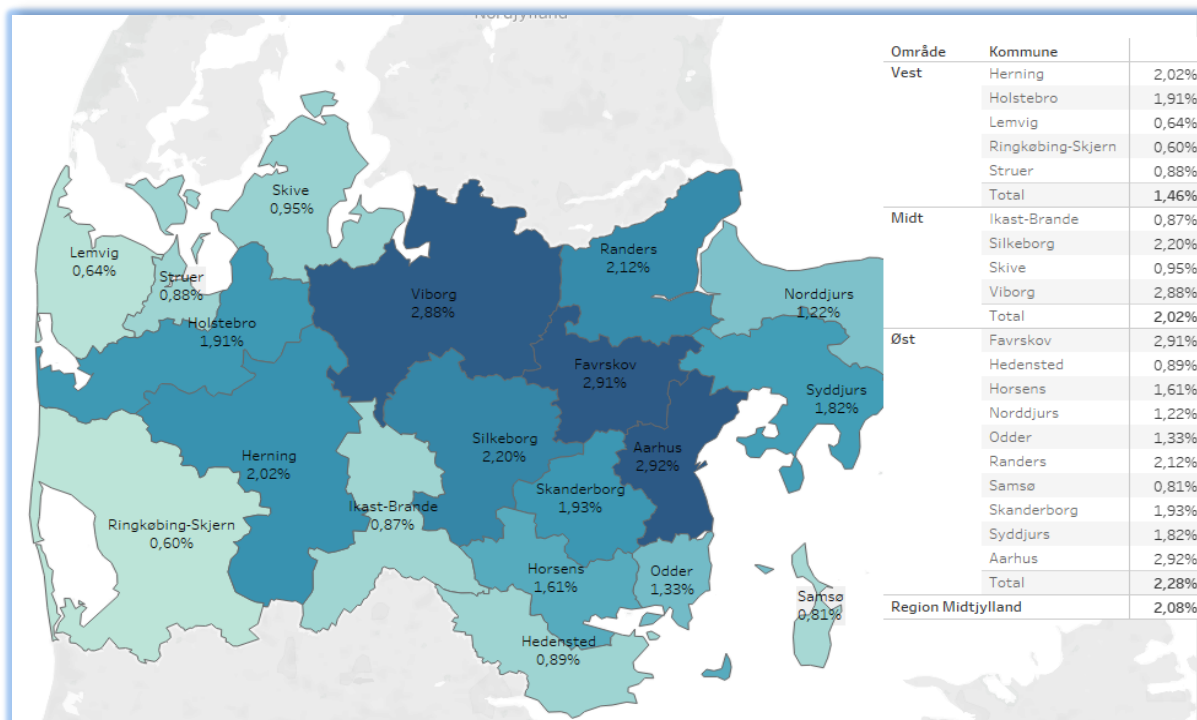 Nordjylland
Skive
0,95%
Lemvig
0,64%
Struer
0,88%
Holstebro
1,91%
Viborg
2,88%
Randers
2,12%
Norddjurs
1,22%
Favrskov
2,91%
Syddjurs
1,82%
Silkeborg
2,20%
Aarhus
2,92%
Herning
2,02%
Skanderborg
1,93%
Ikast-Brande
0,87%
Ringkøbing-Skjern
0,60%
Horsens
1,61%
Odder
1,33%
Samsø
0,81%
Hedensted
0,89%
Område Kommune
Vest Herning 2,02%
Holstebro 1,91%
Lemvig 0,64%
Ringkøbing-Skjern 0,60%
Struer 0,88%
Total 1,46%
Midt Ikast-Brande 0,87%
Silkeborg 2,20%
Skive 0,95%
Viborg 2,88%
Total 2,02%
Øst Favrskov 2,91%
Hedensted 0,89%
Horsens 1,61%
Norddjurs 1,22%
Odder 1,33%
Randers 2,12%
Samsø 0,81%
Skanderborg 1,93%
Syddjurs 1,82%
Aarhus 2,92%
Total 2,28%
Region Midtjylland 2,08%